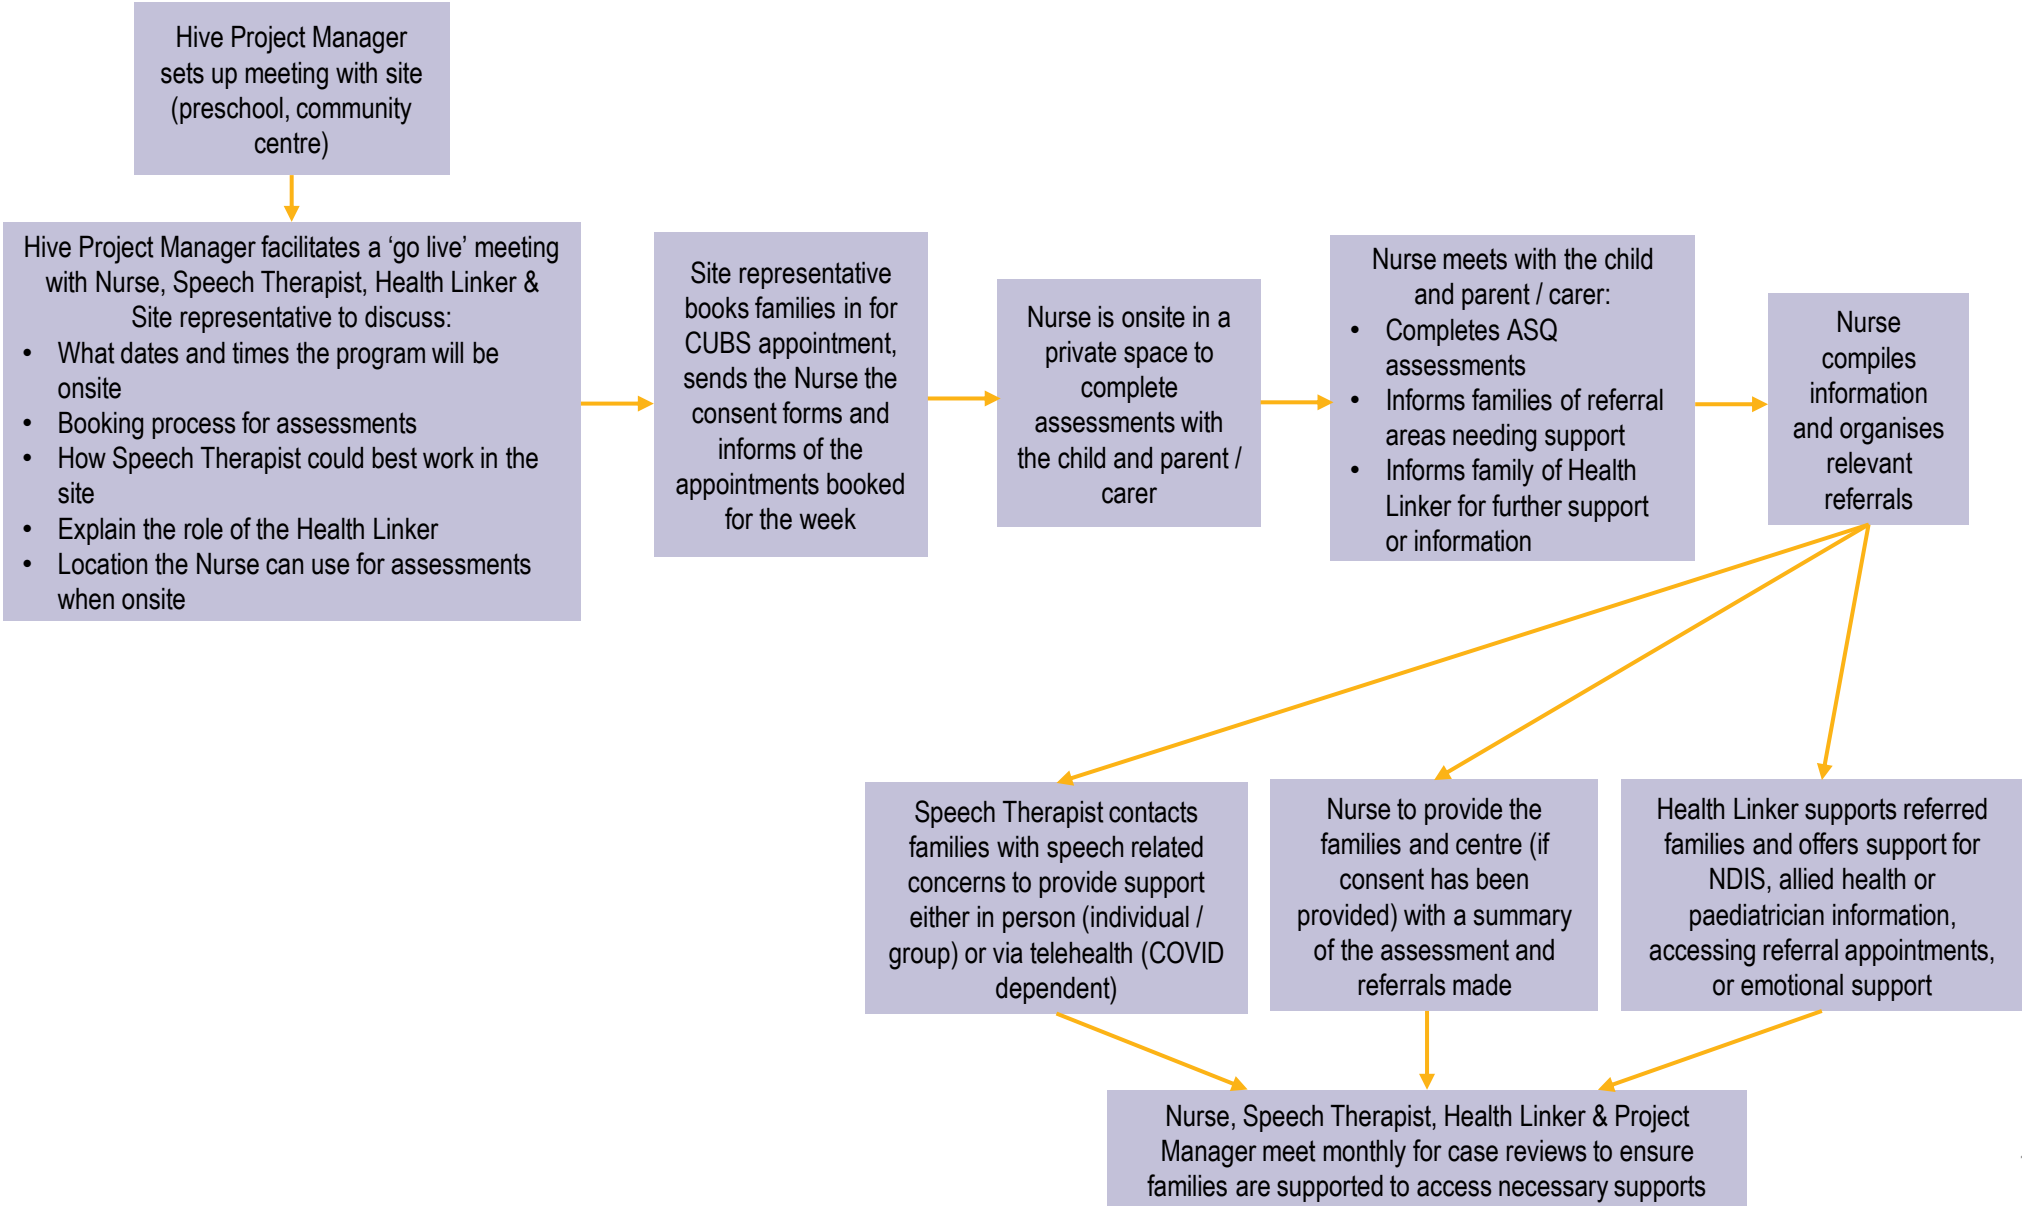 Hive Project Manager
sets up meeting with site
(preschool, community
centre)
Hive Project Manager facilitates a ‘go live’ meeting
with Nurse, Speech Therapist, Health Linker &
Site representative to discuss:
• What dates and times the program will be
onsite
• Booking process for assessments
• How Speech Therapist could best work in the
site
• Explain the role of the Health Linker
• Location the Nurse can use for assessments
when onsite
Site representative
books families in for
CUBS appointment,
sends the Nurse the
consent forms and
informs of the
appointments booked
for the week
Nurse is onsite in a
private space to
complete
assessments with
the child and parent /
carer
Nurse meets with the child
and parent / carer:
• Completes ASQ
assessments
• Informs families of referral
areas needing support
• Informs family of Health
Linker for further support
or information
Nurse
compiles
information
and organises
relevant
referrals
Speech Therapist contacts
families with speech related
concerns to provide support
either in person (individual /
group) or via telehealth (COVID
dependent)
Nurse to provide the
families and centre (if
consent has been
provided) with a summary
of the assessment and
referrals made
Health Linker supports referred
families and offers support for
NDIS, allied health or
paediatrician information,
accessing referral appointments,
or emotional support
Nurse, Speech Therapist, Health Linker & Project
Manager meet monthly for case reviews to ensure
families are supported to access necessary supports